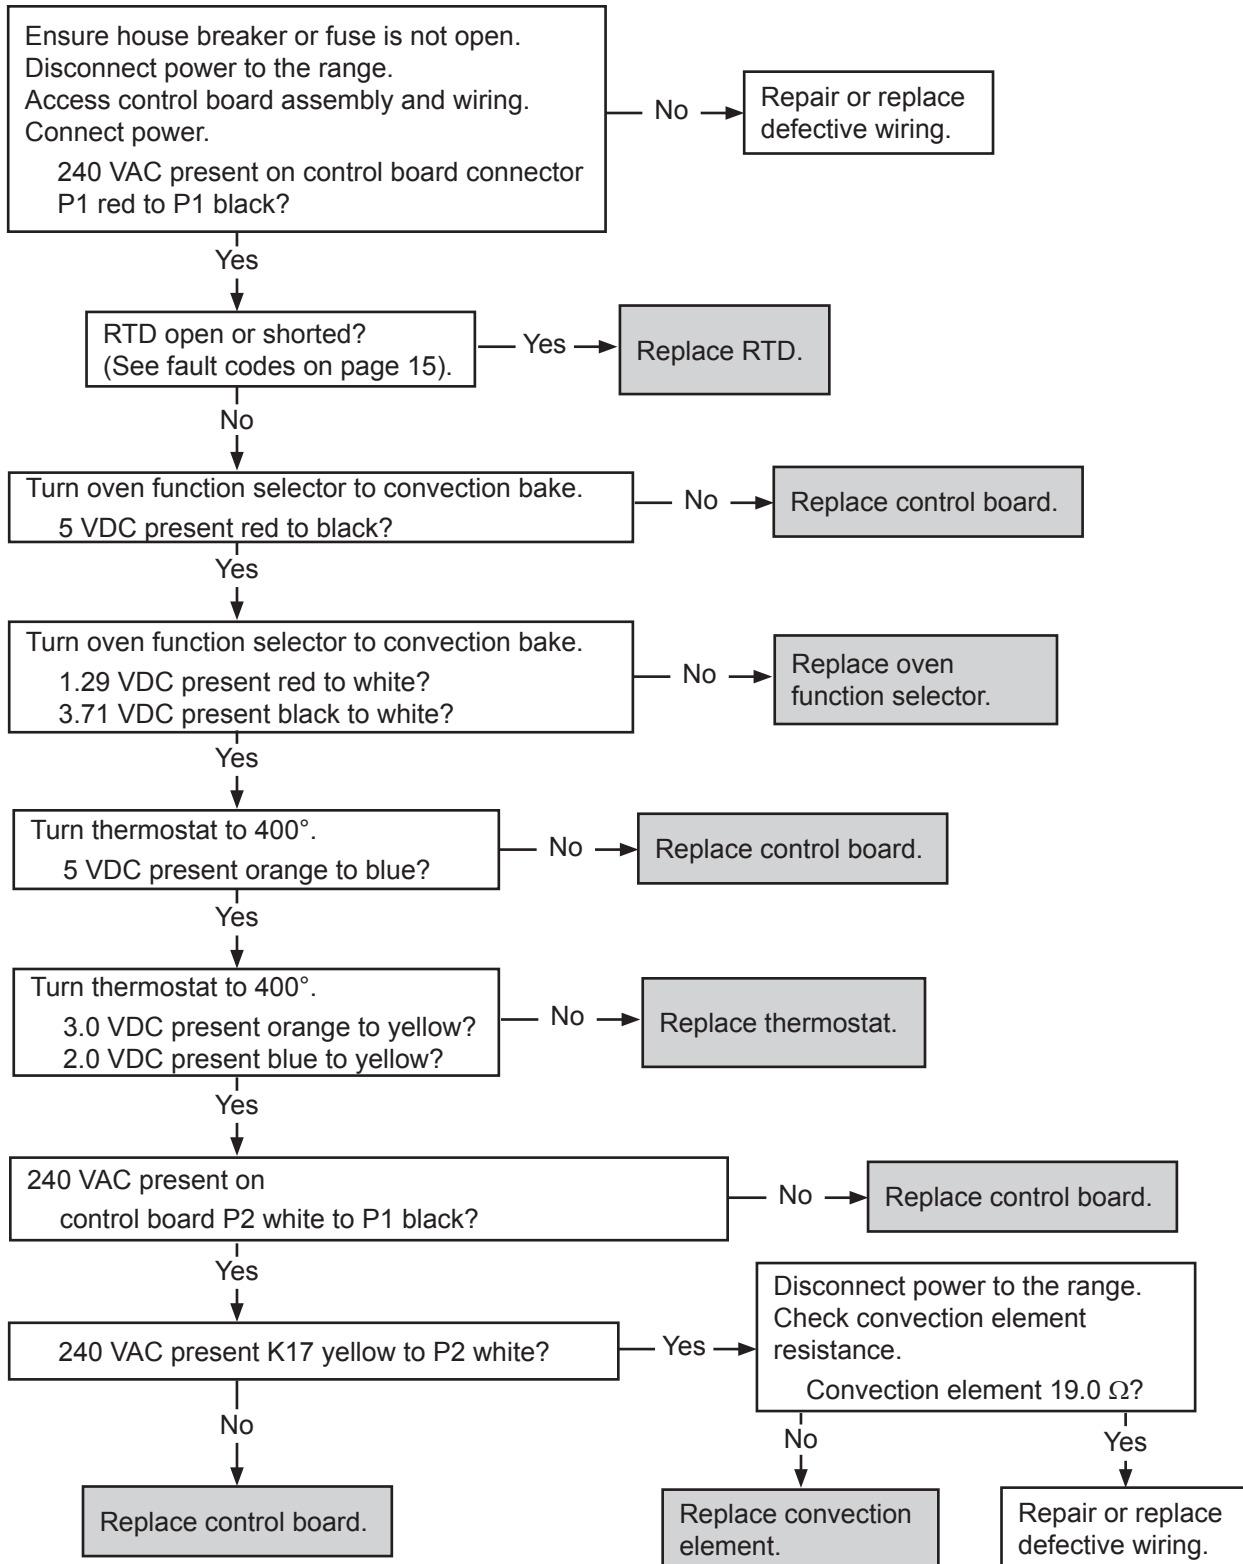 Ensure house breaker or fuse is not open.
Disconnect power to the range.
Access control board assembly and wiring.
Connect power.
240 VAC present on control board connector
P1 red to P1 black?
No
Repair or replace
defective wiring.
Yes
RTD open or shorted?
(See fault codes on page 15).
Yes
Replace RTD.
No
Turn oven function selector to convection bake.
5 VDC present red to black?
No
Replace control board.
Yes
Turn oven function selector to convection bake.
1.29 VDC present red to white?
3.71 VDC present black to white?
No
Replace oven
function selector.
Yes
Turn thermostat to 400°.
5 VDC present orange to blue?
No
Replace control board.
Yes
Turn thermostat to 400°.
3.0 VDC present orange to yellow?
2.0 VDC present blue to yellow?
No
Replace thermostat.
Yes
240 VAC present on
control board P2 white to P1 black?
No
Replace control board.
Yes
240 VAC present K17 yellow to P2 white?
Yes
Disconnect power to the range.
Check convection element
resistance.
Convection element 19.0 Ω?
No
Replace control board.
No
Replace convection
element.
Yes
Repair or replace
defective wiring.